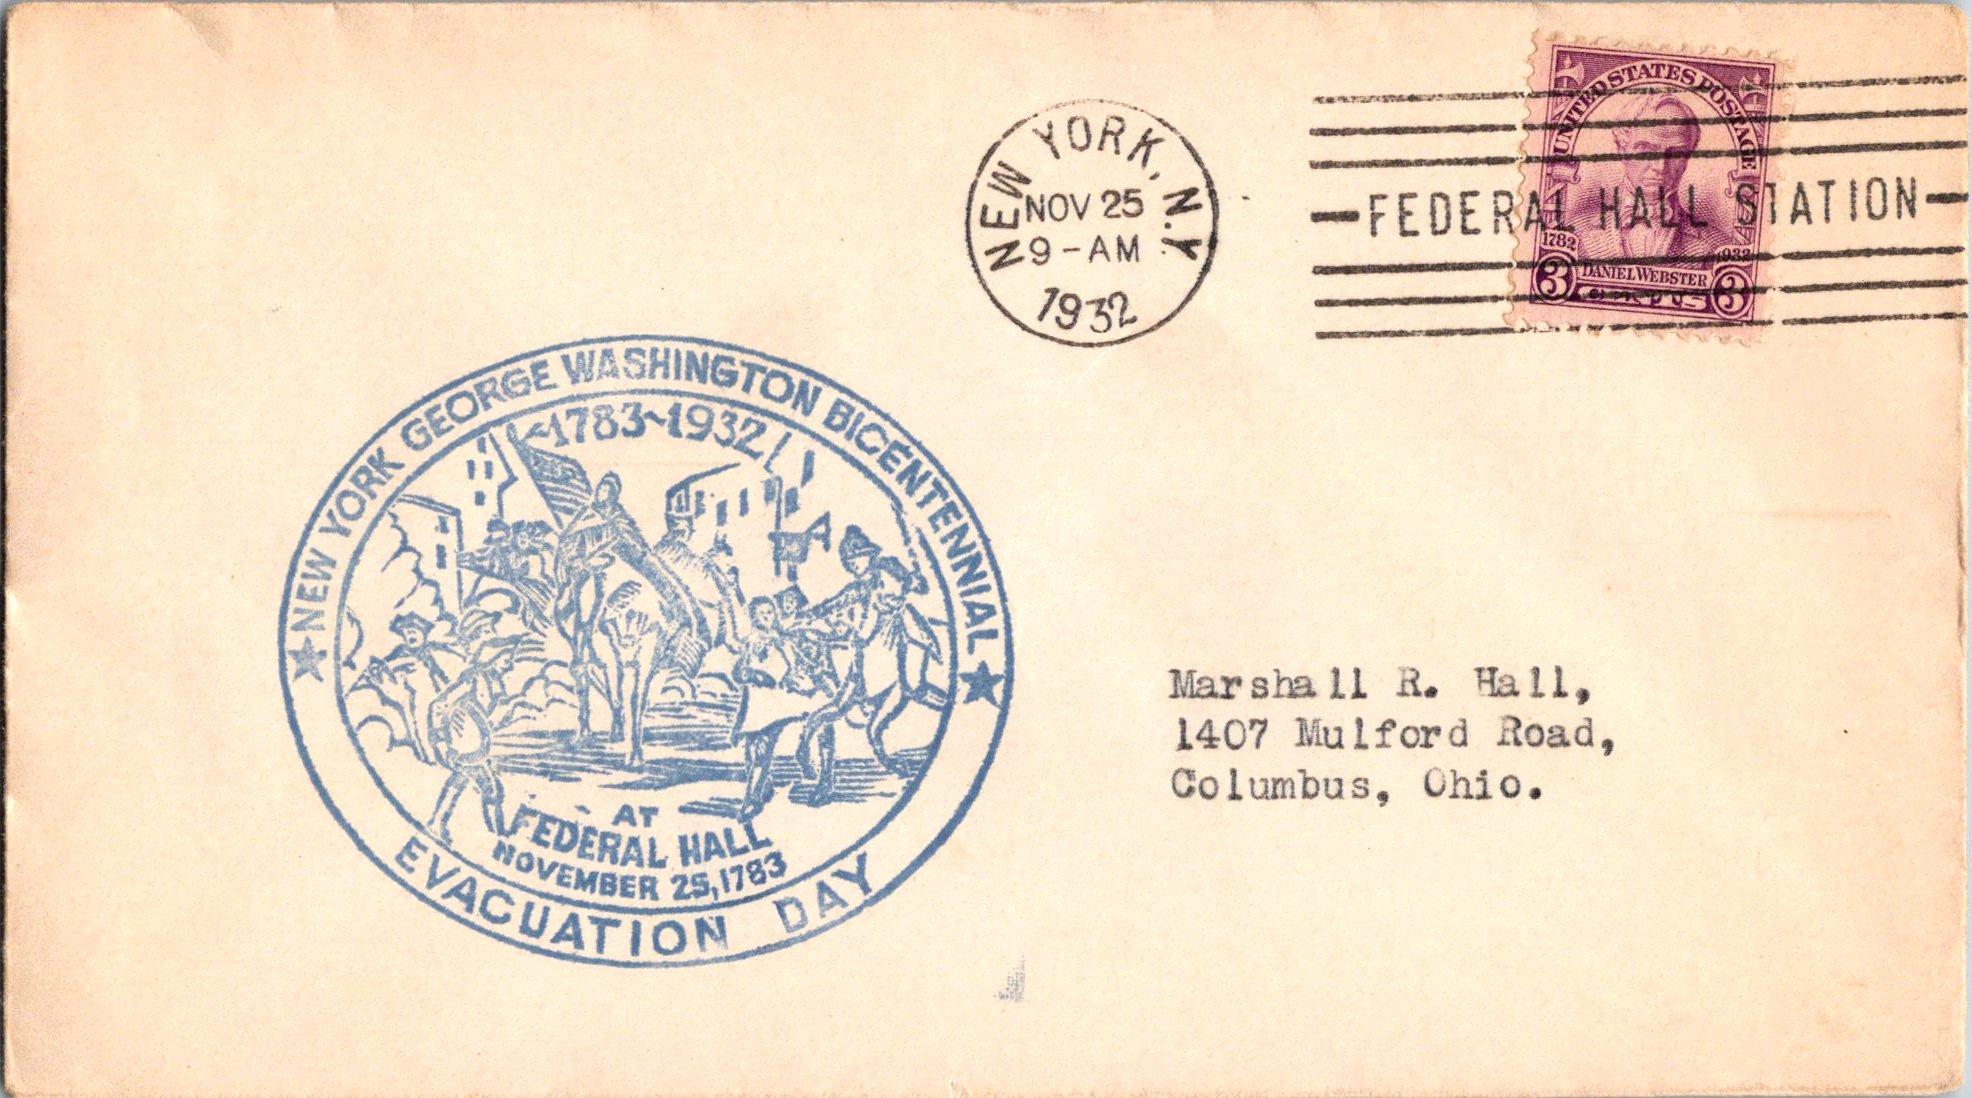 NEW YORK, N.Y.
NOV 25
9-AM
1932
FEDERAL HALL STATION
UNITED STATES POSTAGE
1782 1932
DANIEL WEBSTER
3 3
NEW YORK GEORGE WASHINGTON BICENTENNIAL
1783~1932
AT
FEDERAL HALL
NOVEMBER 25, 1783
EVACUATION DAY
Marshall R. Hall,
1407 Mulford Road,
Columbus, Ohio.